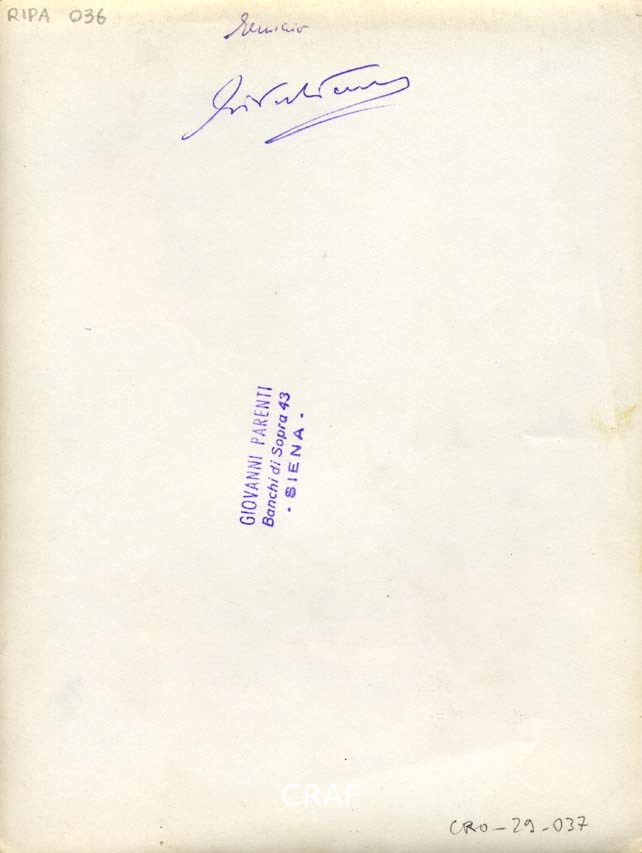 RIPA 036
GIOVANNI PARENTI
Banchi di Sopra 43
- SIENA -
CRAF
CRO-29-037